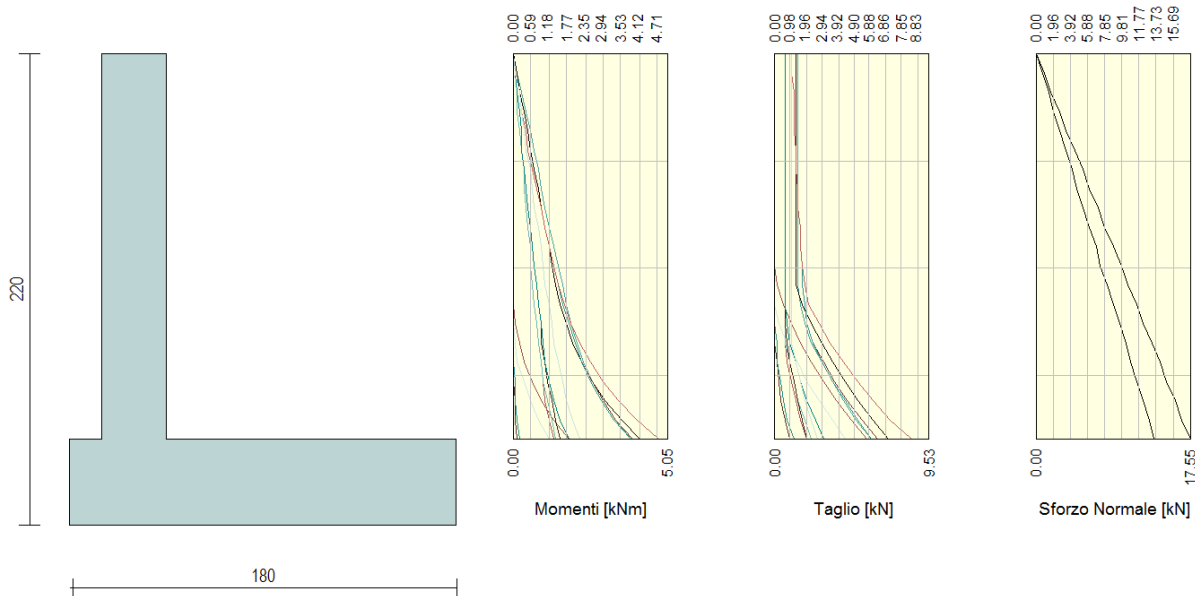 0.00 0.59 1.18 1.77 2.35 2.94 3.53 4.12 4.71
0.00 0.98 1.96 2.94 3.92 4.90 5.88 6.86 7.85 8.83
0.00 1.96 3.92 5.88 7.85 9.81 11.77 13.73 15.69
220
180
0.00 5.05
0.00 9.53
0.00 17.55
Momenti [kNm]
Taglio [kN]
Sforzo Normale [kN]